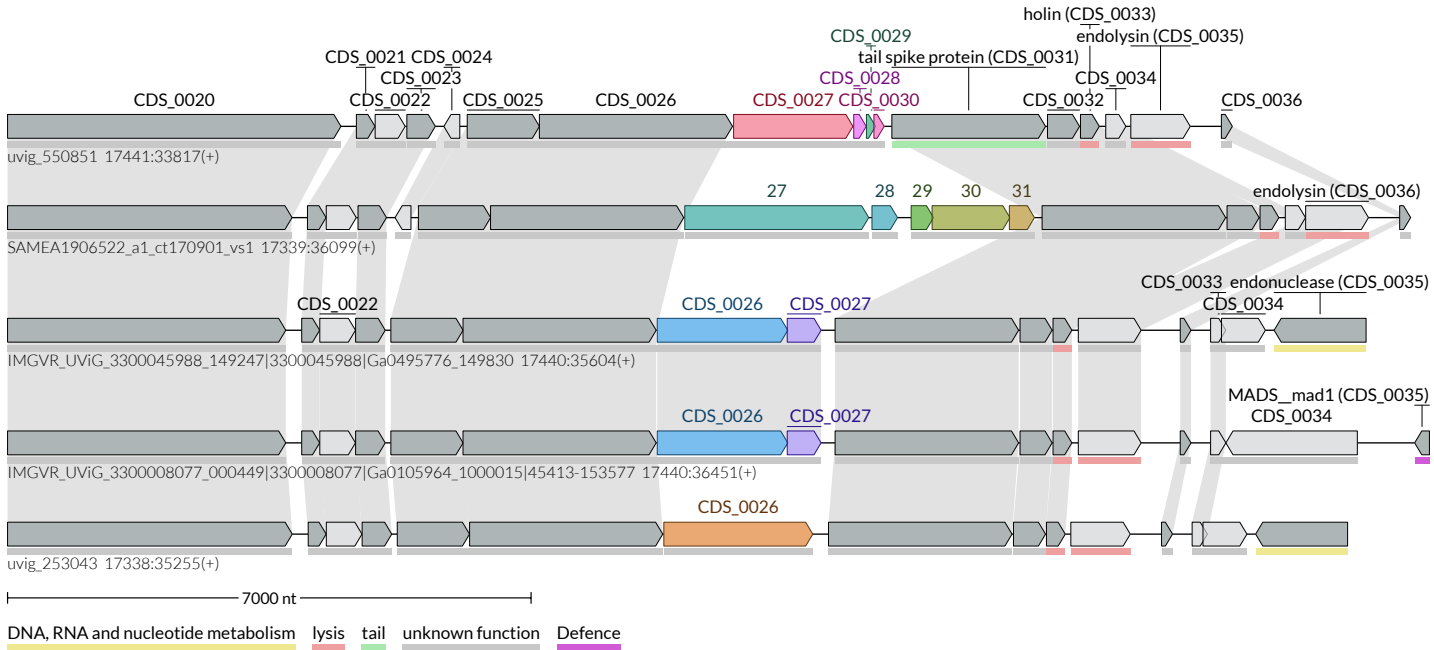 holin (CDS_0033)
CDS_0029 endolysin (CDS_0035)
CDS_0021 CDS_0024 tail spike protein (CDS_0031)
CDS_0023 CDS_0028 CDS_0034
CDS_0020 CDS_0022 CDS_0025 CDS_0026 CDS_0027 CDS_0030 CDS_0032 CDS_0036
uvig_550851 17441:33817(+)
27 28 29 30 31 endolysin (CDS_0036)
SAMEA1906522_a1_ct170901_vs1 17339:36099(+)
CDS_0033 endonuclease (CDS_0035)
CDS_0022 CDS_0026 CDS_0027 CDS_0034
IMGVR_UViG_3300045988_149247|3300045988|Ga0495776_149830 17440:35604(+)
MADS__mad1 (CDS_0035)
CDS_0026 CDS_0027 CDS_0034
IMGVR_UViG_3300008077_000449|3300008077|Ga0105964_1000015|45413-153577 17440:36451(+)
CDS_0026
uvig_253043 17338:35255(+)
7000 nt
DNA, RNA and nucleotide metabolism lysis tail unknown function Defence